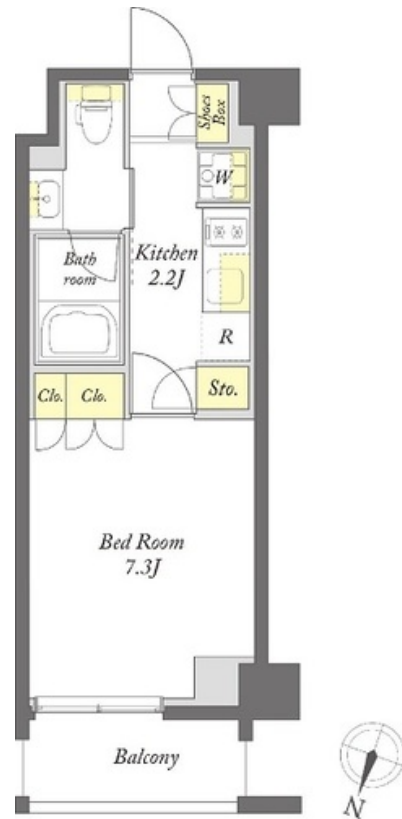 Shoes
Box
W
Bath
room
Kitchen
2.2J
R
Clo.
Clo.
Sto.
Bed Room
7.3J
Balcony
N